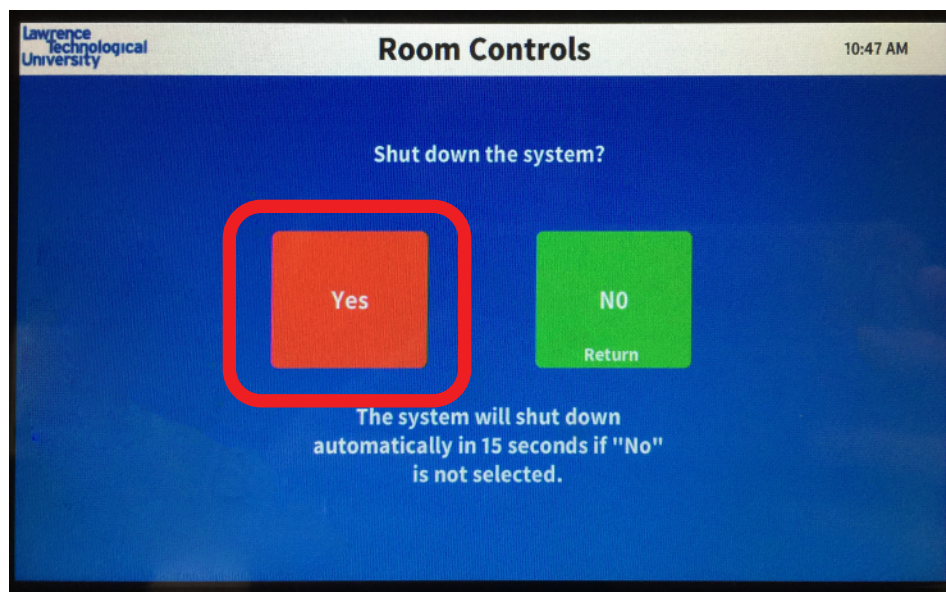 Lawrence
Technological
University
Room Controls
10:47 AM
Shut down the system?
Yes
N0
Return
The system will shut down
automatically in 15 seconds if "No"
is not selected.